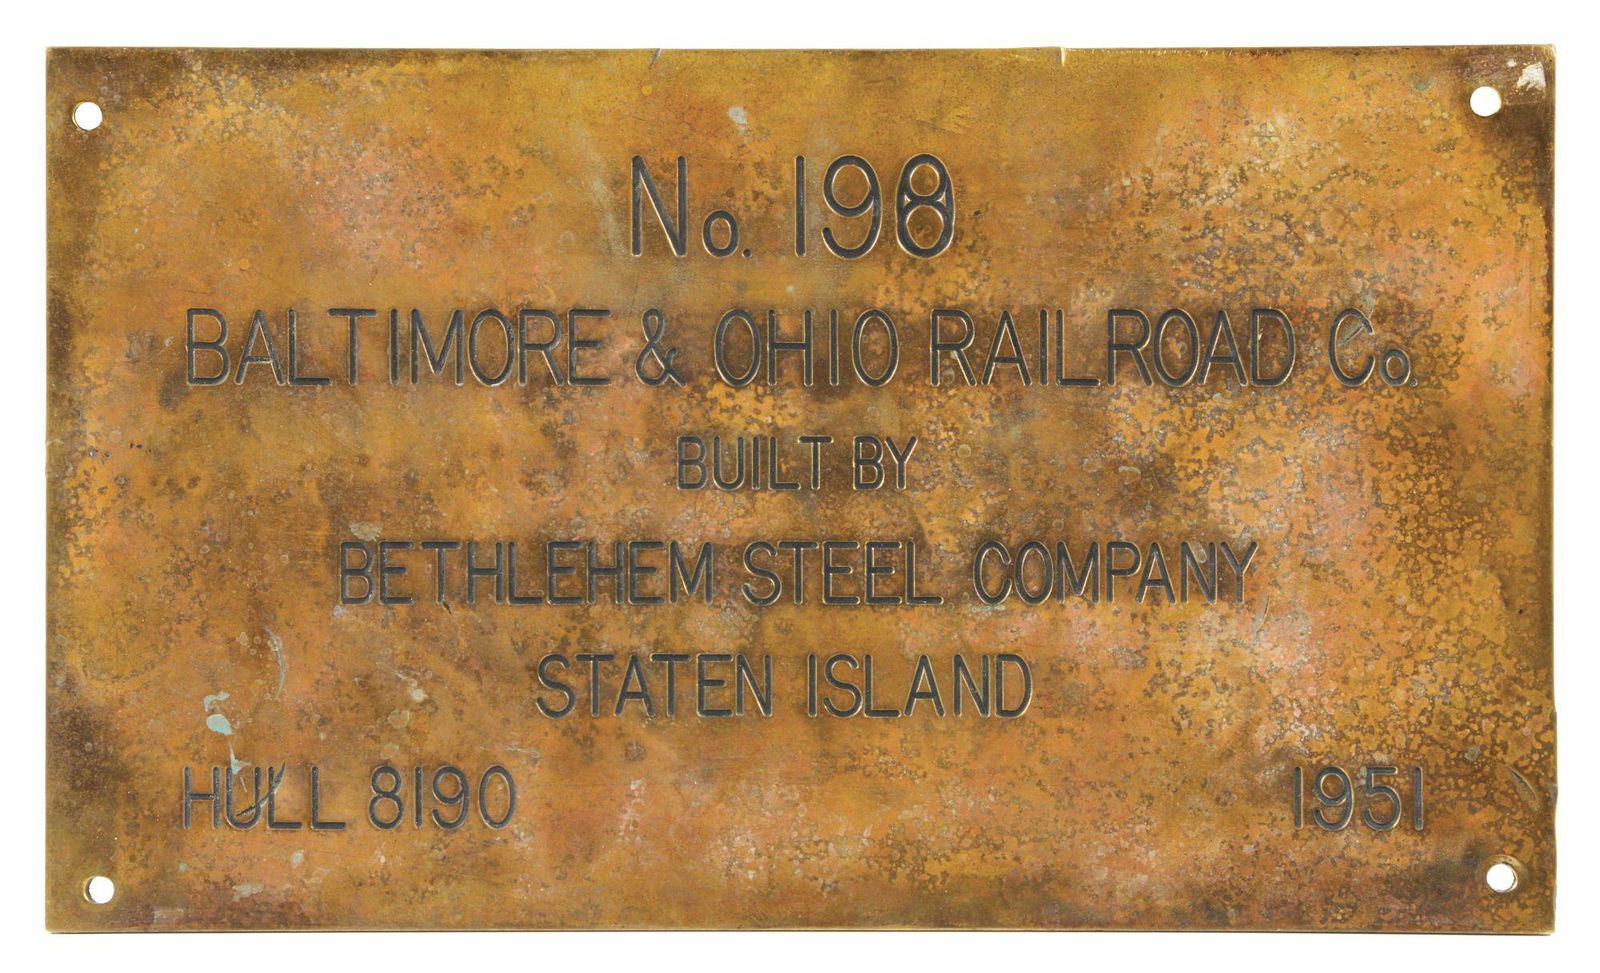 No. 198
BALTIMORE & OHIO RAILROAD Co.
BUILT BY
BETHLEHEM STEEL COMPANY
STATEN ISLAND
HULL 8190 1951